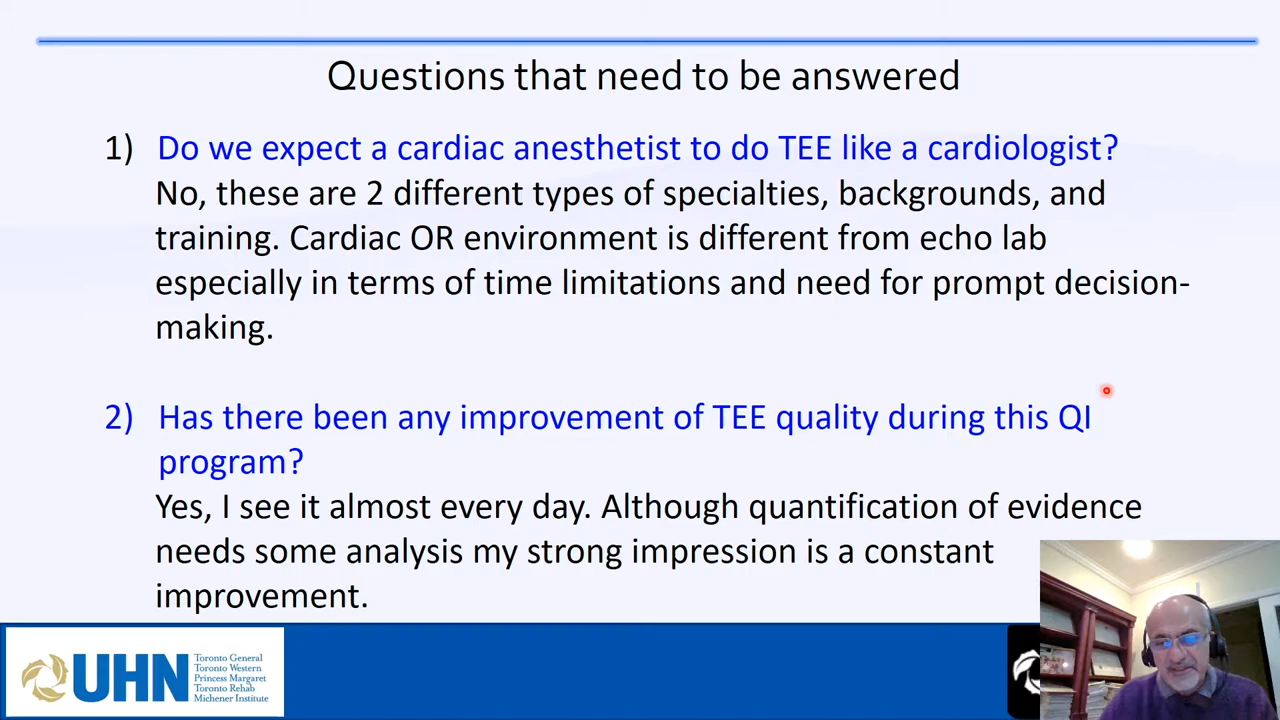 Questions that need to be answered
1) Do we expect a cardiac anesthetist to do TEE like a cardiologist?
No, these are 2 different types of specialties, backgrounds, and
training. Cardiac OR environment is different from echo lab
especially in terms of time limitations and need for prompt decision-
making.
2) Has there been any improvement of TEE quality during this QI
program?
Yes, I see it almost every day. Although quantification of evidence
needs some analysis my strong impression is a constant
improvement.
UHN
Toronto General
Toronto Western
Princess Margaret
Toronto Rehab
Michener Institute